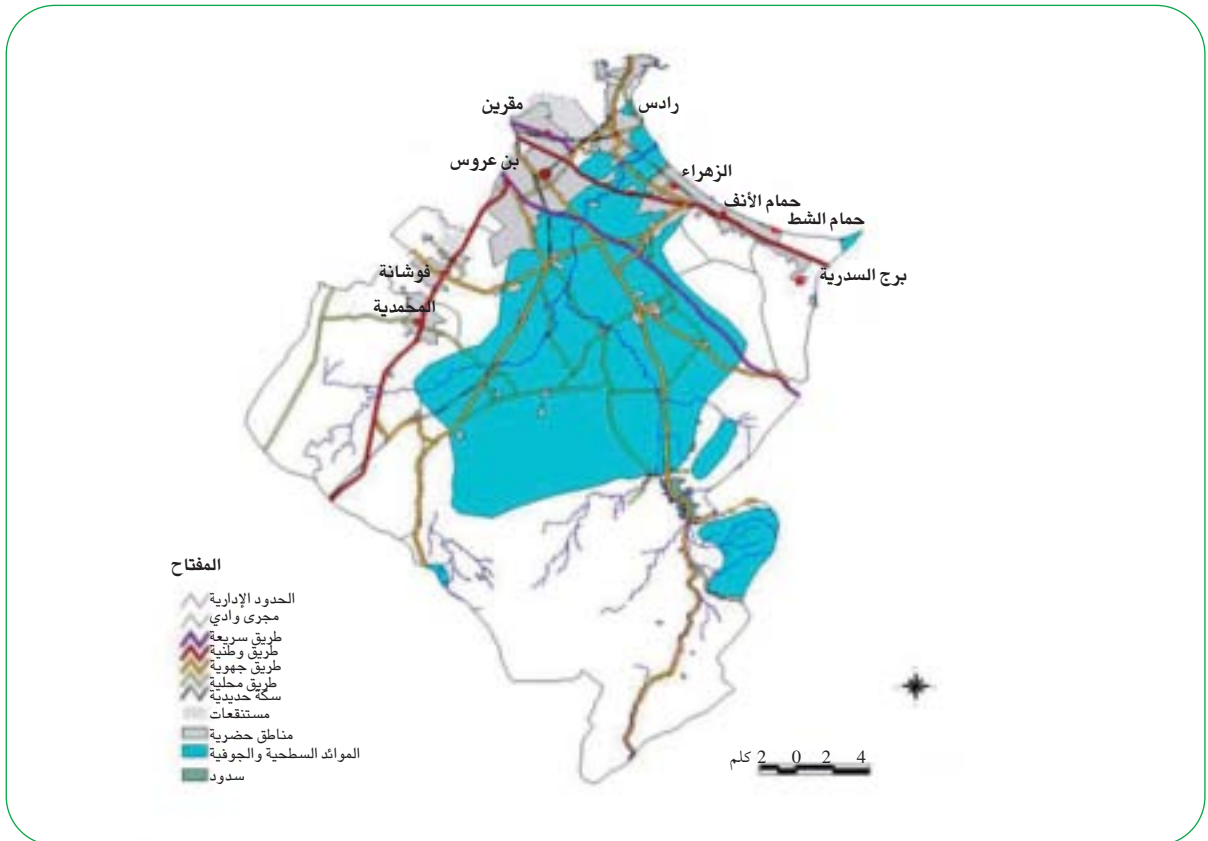 رادس
مقرين
بن عروس
الزهراء
حمام الأنف
حمام الشط
برج السدرية
فوشانة
المحمدية
المفتاح
الحدود الإدارية
مجرى وادي
طريق سريعة
طريق وطنية
طريق جهوية
طريق محلية
سكة حديدية
مستنقعات
مناطق حضرية
الموائد السطحية والجوفية
سدود
كلم 2 0 2 4